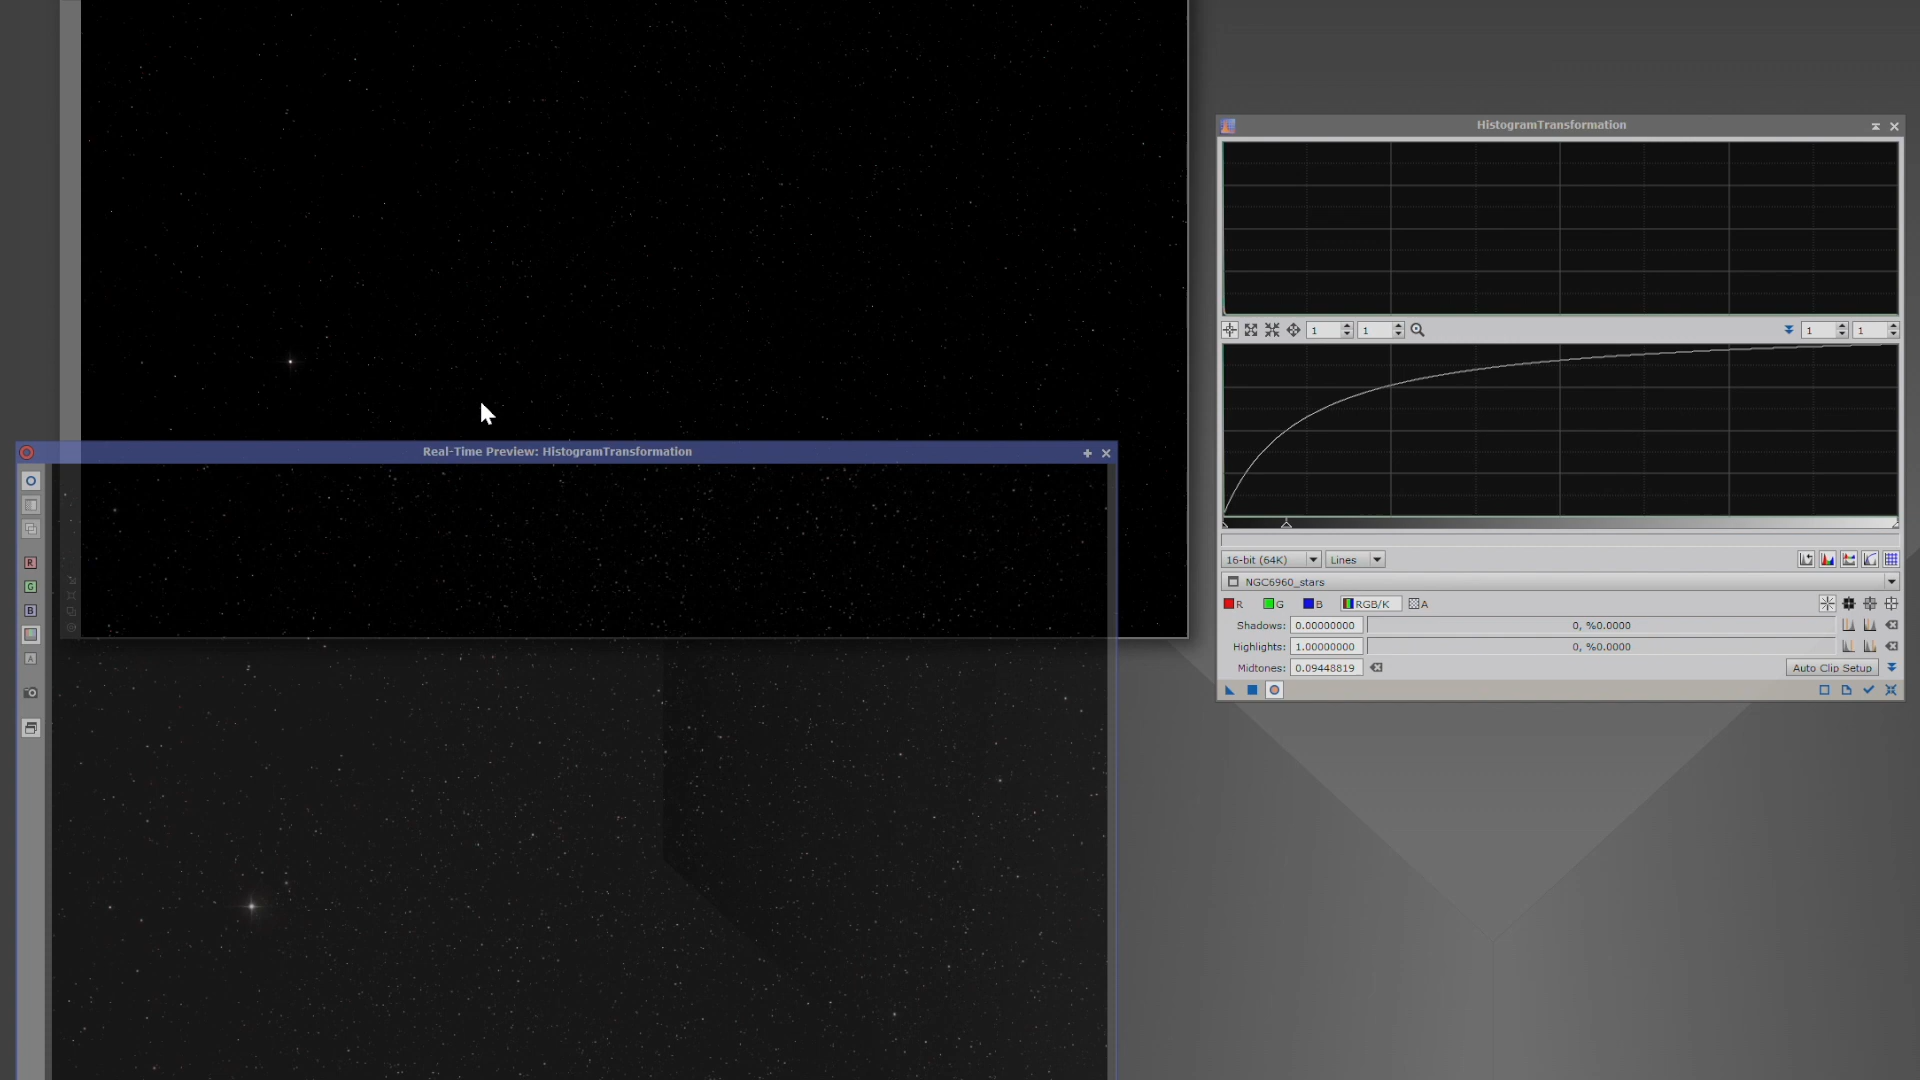 HistogramTransformation
1
1
1
1
Real-Time Preview: HistogramTransformation
R
G
B
A
16-bit (64K)
Lines
NGC6960_stars
R
G
B
RGB/K
A
Shadows:
0.00000000
0, %0.0000
Highlights:
1.00000000
0, %0.0000
Midtones:
0.09448819
Auto Clip Setup